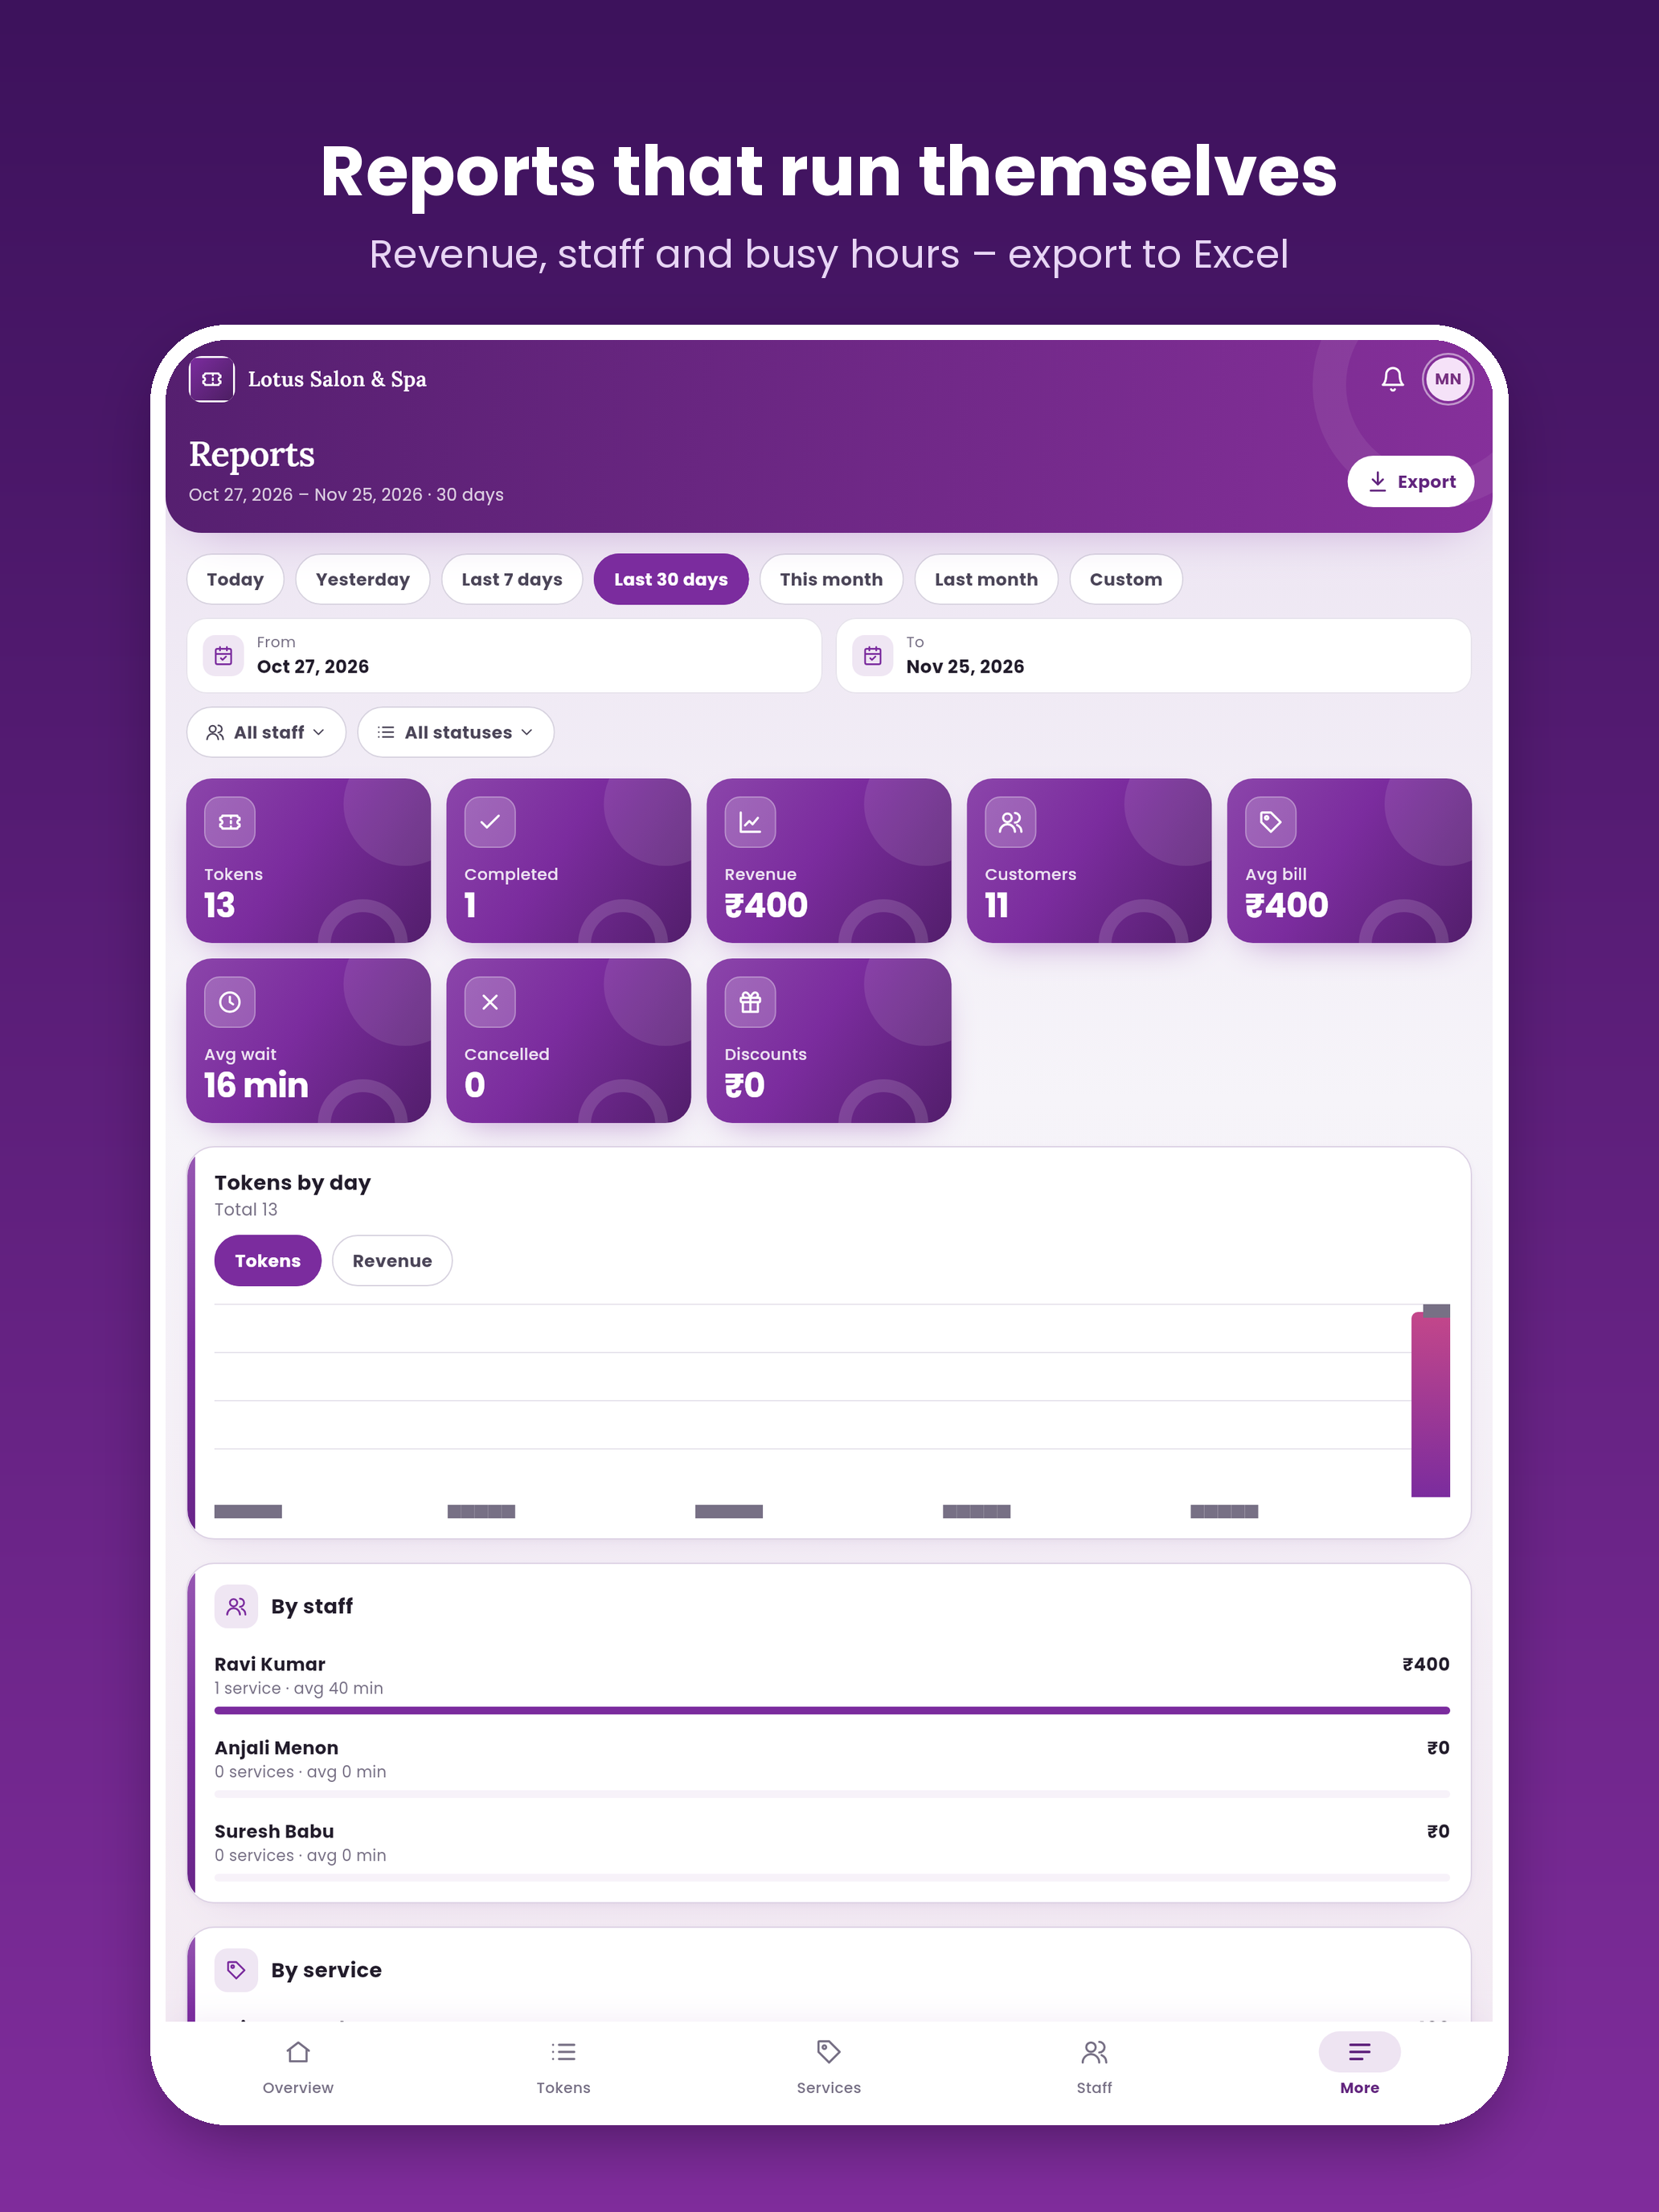 Reports that run themselves
Revenue, staff and busy hours – export to Excel
Lotus Salon & Spa
MN
Reports
Oct 27, 2026 – Nov 25, 2026 · 30 days
Export
Today
Yesterday
Last 7 days
Last 30 days
This month
Last month
Custom
From
Oct 27, 2026
To
Nov 25, 2026
All staff
All statuses
Tokens
13
Completed
1
Revenue
₹400
Customers
11
Avg bill
₹400
Avg wait
16 min
Cancelled
0
Discounts
₹0
Tokens by day
Total 13
Tokens
Revenue
By staff
Ravi Kumar
₹400
1 service · avg 40 min
Anjali Menon
₹0
0 services · avg 0 min
Suresh Babu
₹0
0 services · avg 0 min
By service
Overview
Tokens
Services
Staff
More